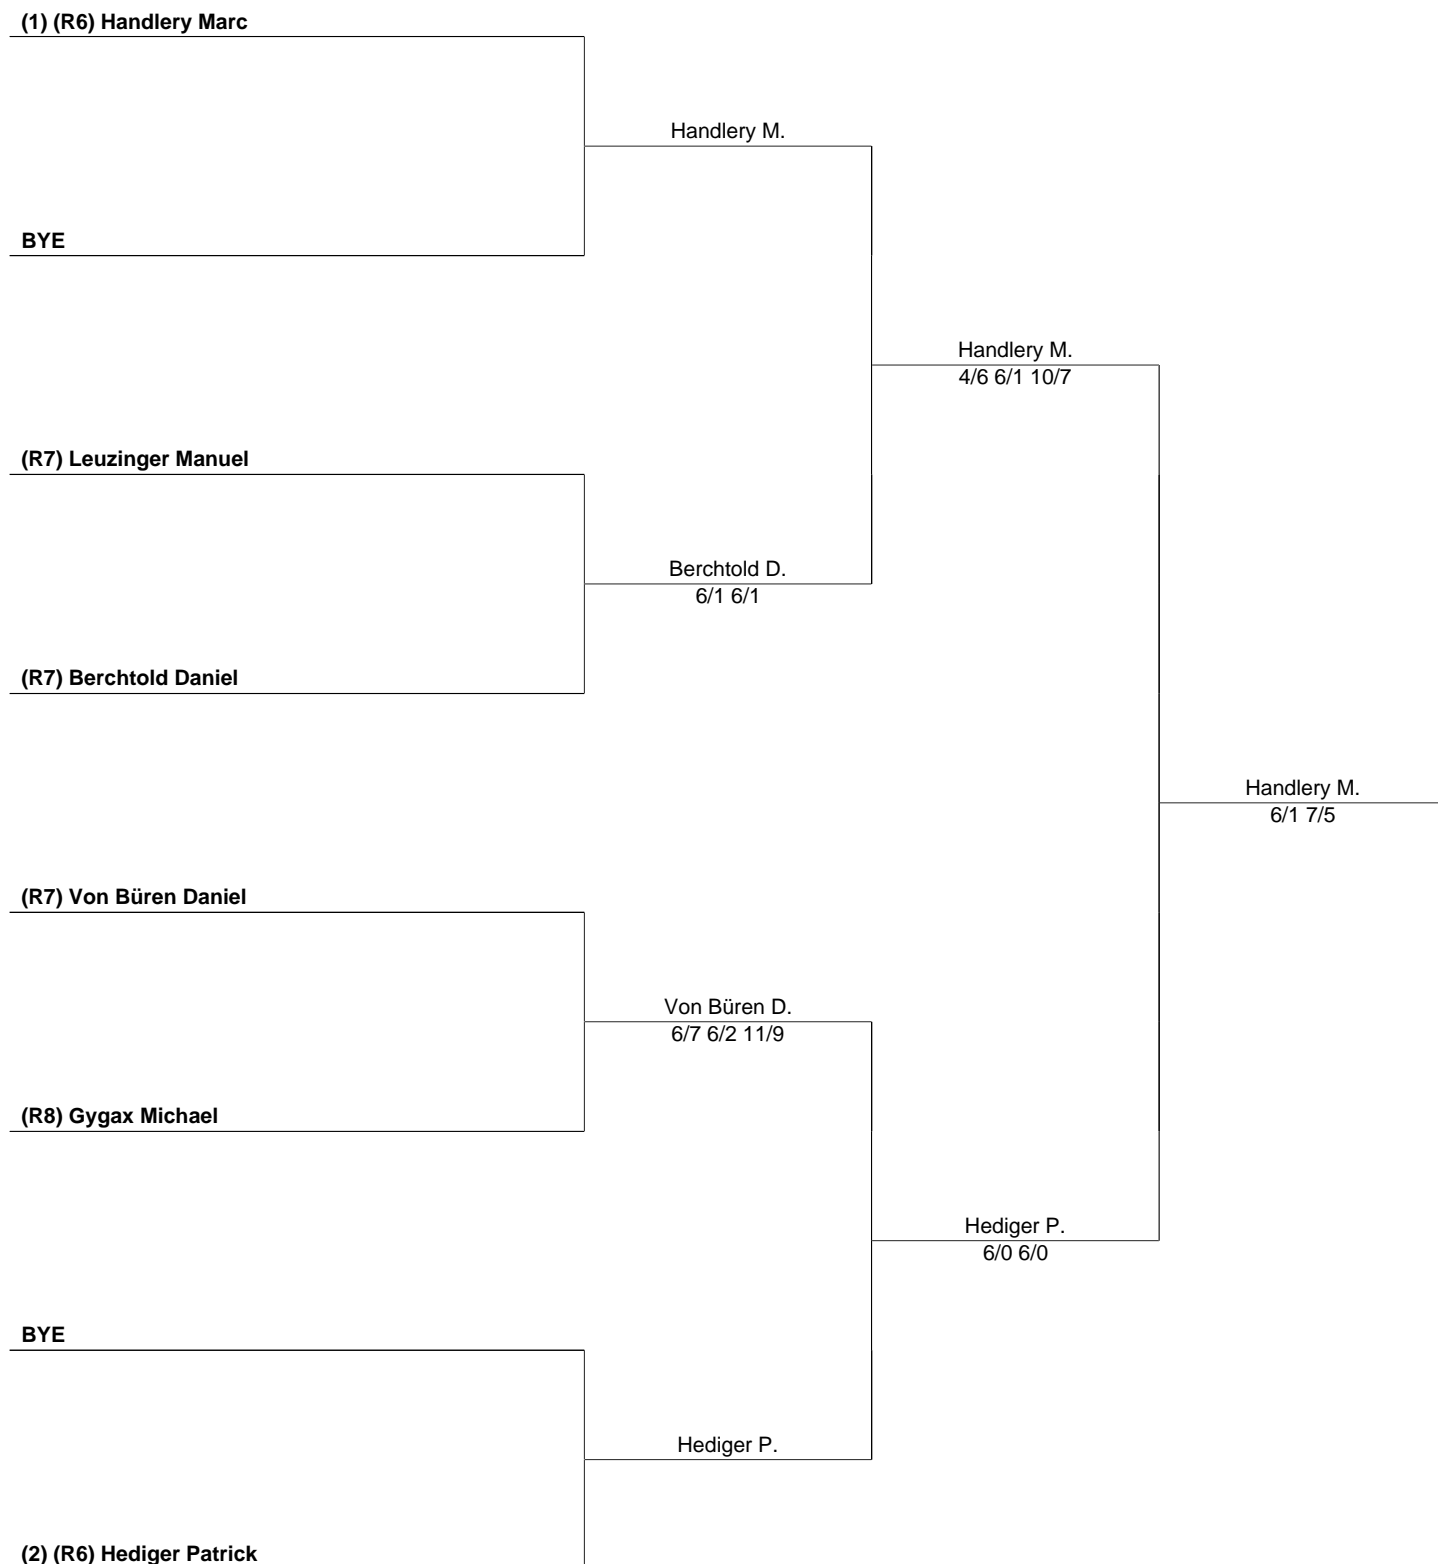 (1) (R6) Handlery Marc
Handlery M.
BYE
Handlery M.
4/6 6/1 10/7
(R7) Leuzinger Manuel
Berchtold D.
6/1 6/1
(R7) Berchtold Daniel
Handlery M.
6/1 7/5
(R7) Von Büren Daniel
Von Büren D.
6/7 6/2 11/9
(R8) Gygax Michael
Hediger P.
6/0 6/0
BYE
Hediger P.
(2) (R6) Hediger Patrick